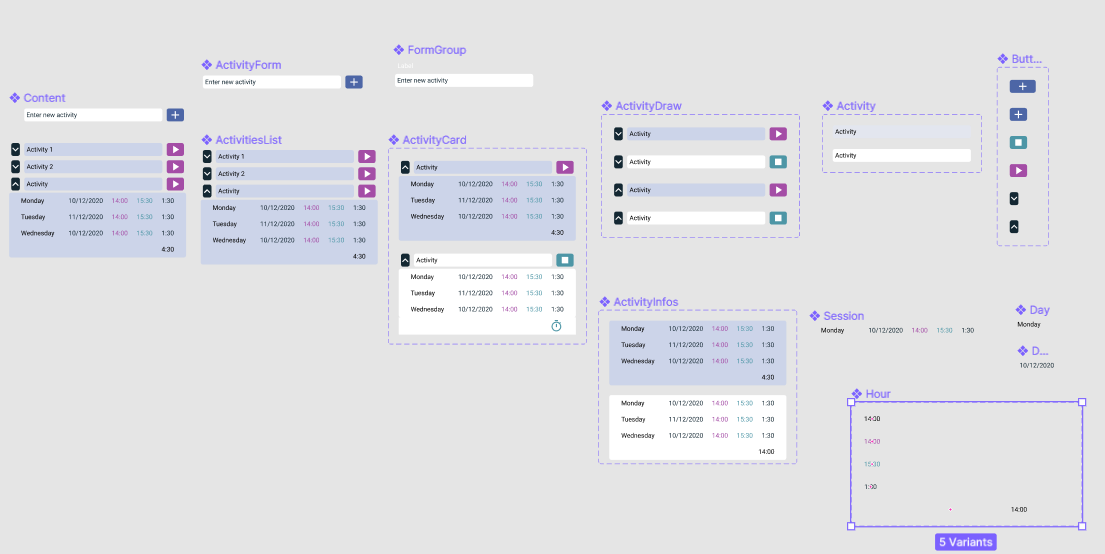 FormGroup
Label
Enter new activity
ActivityForm
Enter new activity
Content
Enter new activity
Activity 1
Activity 2
Activity
Monday 10/12/2020 14:00 15:30 1:30
Tuesday 11/12/2020 14:00 15:30 1:30
Wednesday 10/12/2020 14:00 15:30 1:30
4:30
ActivitiesList
Activity 1
Activity 2
Activity
Monday 10/12/2020 14:00 15:30 1:30
Tuesday 11/12/2020 14:00 15:30 1:30
Wednesday 10/12/2020 14:00 15:30 1:30
4:30
ActivityCard
Activity
Monday 10/12/2020 14:00 15:30 1:30
Tuesday 11/12/2020 14:00 15:30 1:30
Wednesday 10/12/2020 14:00 15:30 1:30
4:30
Activity
Monday 10/12/2020 14:00 15:30 1:30
Tuesday 11/12/2020 14:00 15:30 1:30
Wednesday 10/12/2020 14:00 15:30 1:30
ActivityDraw
Activity
Activity
Activity
Activity
Activity
Activity
Activity
Butt...
ActivityInfos
Monday 10/12/2020 14:00 15:30 1:30
Tuesday 11/12/2020 14:00 15:30 1:30
Wednesday 10/12/2020 14:00 15:30 1:30
4:30
Monday 10/12/2020 14:00 15:30 1:30
Tuesday 11/12/2020 14:00 15:30 1:30
Wednesday 10/12/2020 14:00 15:30 1:30
14:00
Session
Monday 10/12/2020 14:00 15:30 1:30
Day
Monday
D...
10/12/2020
Hour
14:30
14:30
15:30
1:00
14:00
5 Variants